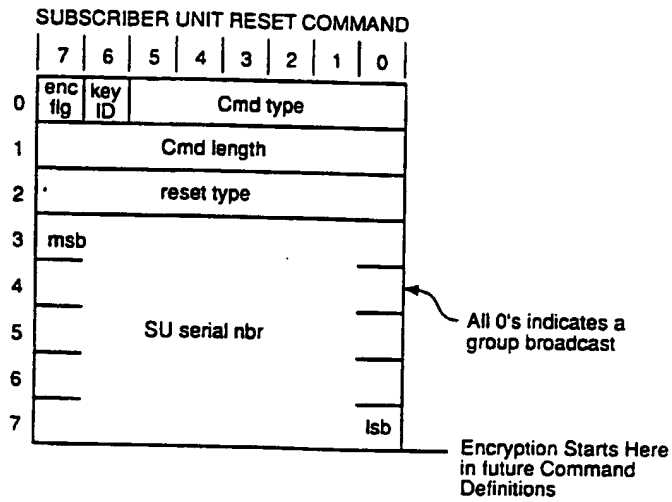 SUBSCRIBER UNIT RESET COMMAND
7 6 5 4 3 2 1 0
0 enc flg key ID Cmd type
1 Cmd length
2 reset type
3 msb
4
5 SU serial nbr
6
7 lsb
All 0's indicates a
group broadcast
Encryption Starts Here
in future Command
Definitions